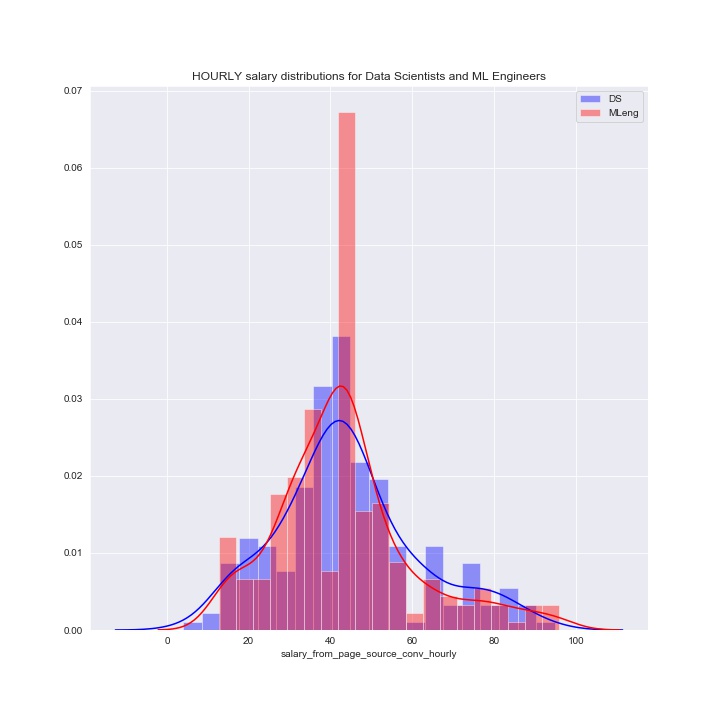 HOURLY salary distributions for Data Scientists and ML Engineers
0.07
DS
MLeng
0.06
0.05
0.04
0.03
0.02
0.01
0.00
0 20 40 60 80 100
salary_from_page_source_conv_hourly